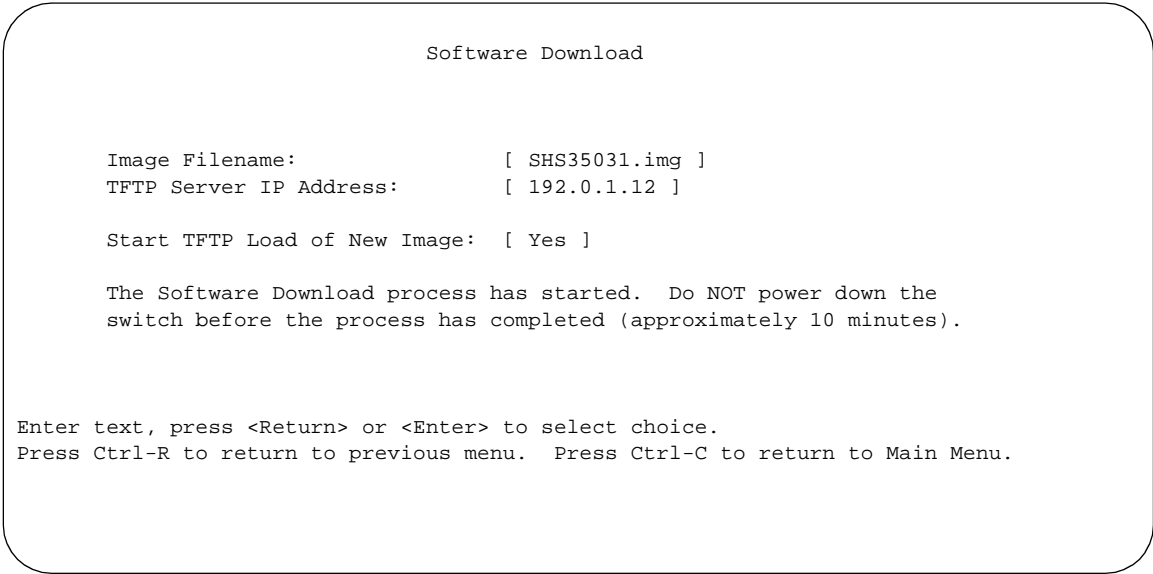 Software Download
Image Filename: [ SHS35031.img ]
TFTP Server IP Address: [ 192.0.1.12 ]
Start TFTP Load of New Image: [ Yes ]
The Software Download process has started. Do NOT power down the
switch before the process has completed (approximately 10 minutes).
Enter text, press <Return> or <Enter> to select choice.
Press Ctrl-R to return to previous menu. Press Ctrl-C to return to Main Menu.